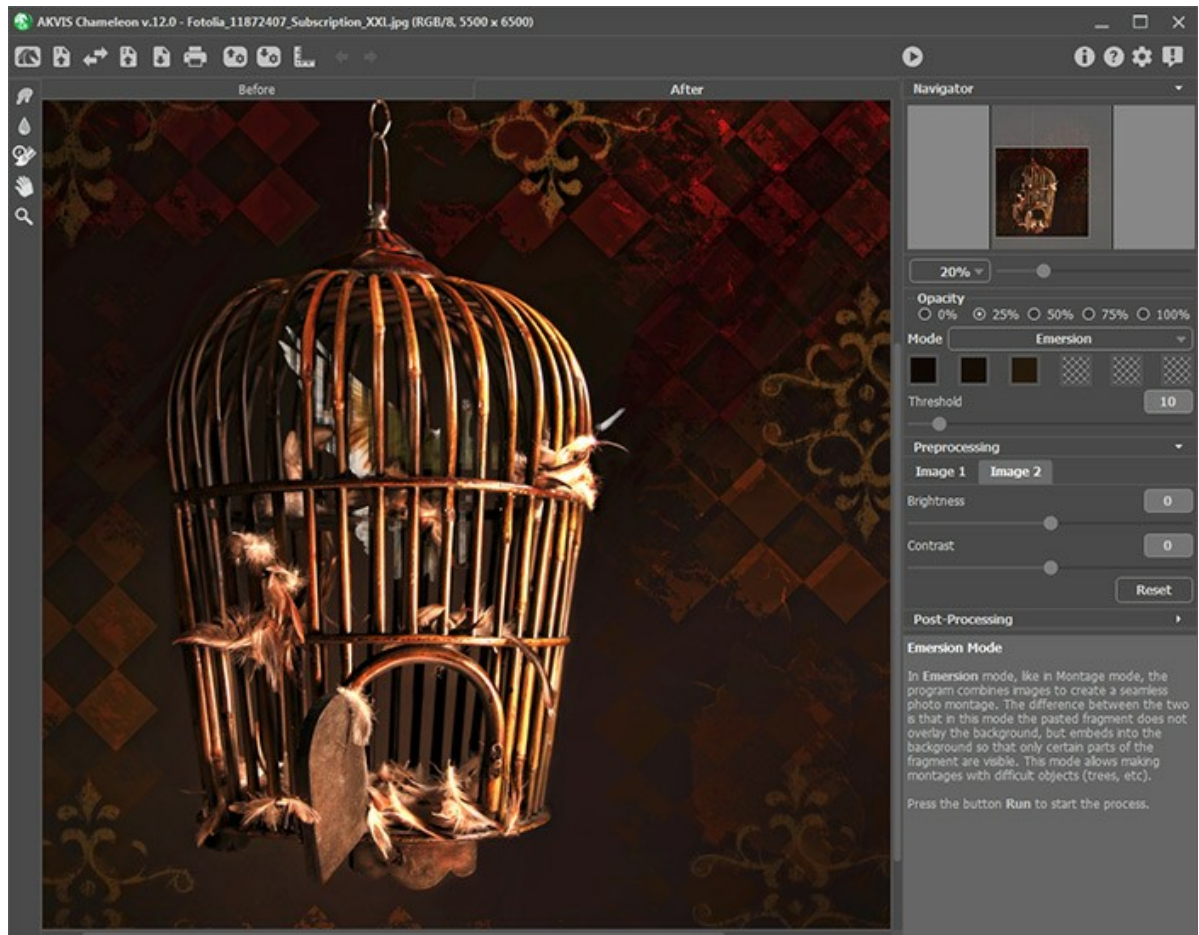 AKVIS Chameleon v.12.0 - Fotolia_11872407_Subscription_XXL.jpg (RGB/8, 5500 x 6500)
Before
After
Navigator
20%
Opacity
0% 25% 50% 75% 100%
Mode Emersion
Threshold 10
Preprocessing
Image 1 Image 2
Brightness 0
Contrast 0
Reset
Post-Processing
Emersion Mode
In Emersion mode, like in Montage mode, the
program combines images to create a seamless
photo montage. The difference between the two
is that in this mode the pasted fragment does not
overlay the background, but embeds into the
background so that only certain parts of the
fragment are visible. This mode allows making
montages with difficult objects (trees, etc).
Press the button Run to start the process.